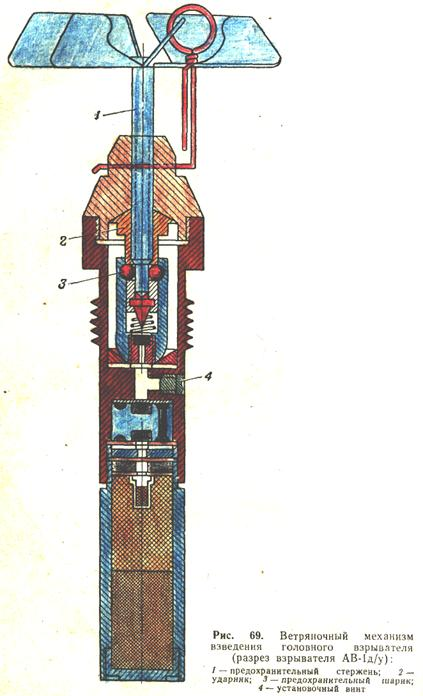 1
2
3
4
Рис. 69. Ветряночный механизм
взведения головного взрывателя
(разрез взрывателя АВ-1д/у):
1 — предохранительный стержень; 2 —
ударник; 3 — предохранительный шарик;
4 — установочный винт